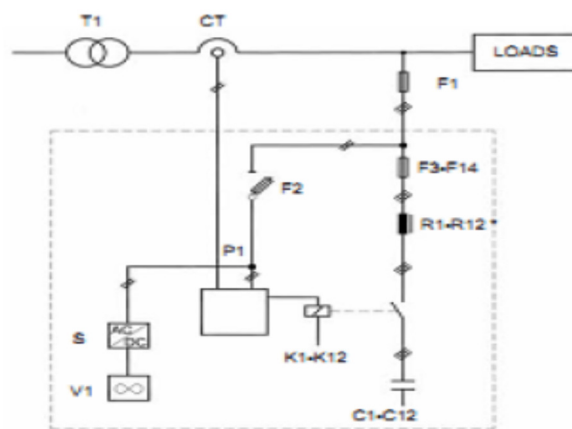 T1
CT
LOADS
F1
F3-F14
F2
R1-R12 *
P1
S
AC
DC
K1-K12
V1
C1-C12